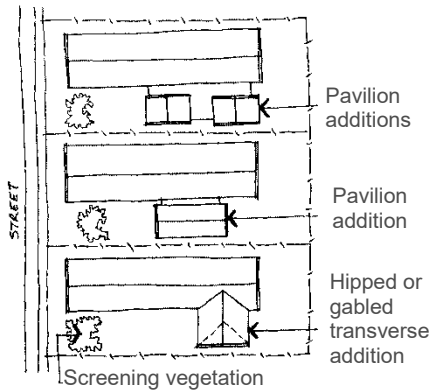 Pavilion
additions
STREET
Pavilion
addition
Hipped or
gabled
transverse
addition
Screening vegetation